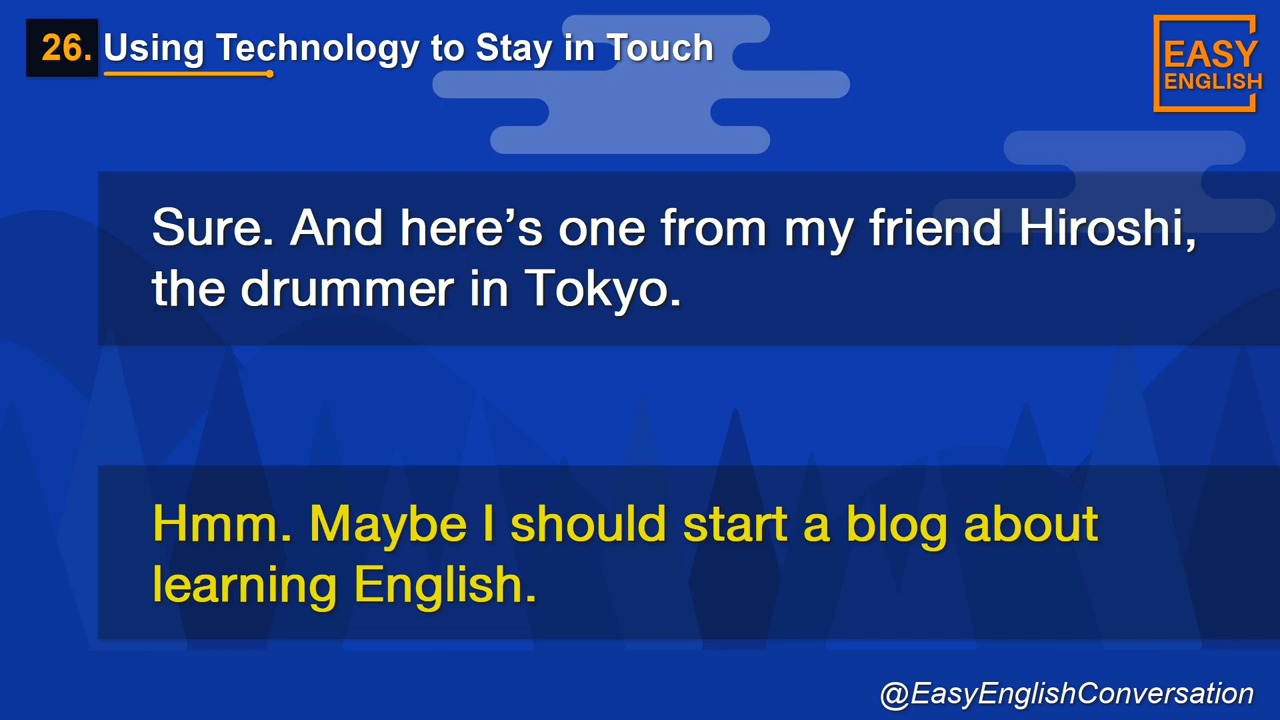 26. Using Technology to Stay in Touch
EASY
ENGLISH
Sure. And here’s one from my friend Hiroshi,
the drummer in Tokyo.
Hmm. Maybe I should start a blog about
learning English.
@EasyEnglishConversation